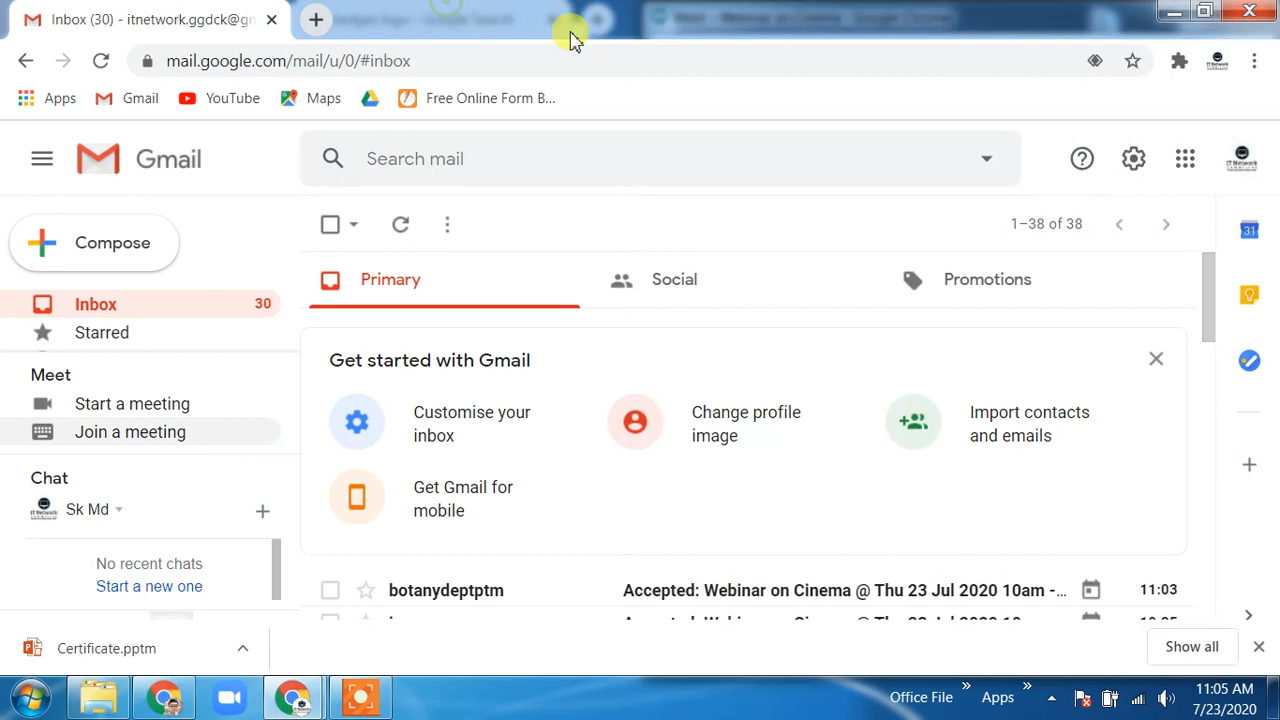 Inbox (30) - itnetwork.ggdck@gn
mail.google.com/mail/u/0/#inbox
Apps
Gmail
YouTube
Maps
Free Online Form B...
Gmail
Search mail
Compose
1–38 of 38
31
Primary
Social
Promotions
Inbox
30
Starred
Get started with Gmail
Meet
Start a meeting
Join a meeting
Customise your
inbox
Change profile
image
Import contacts
and emails
Chat
Sk Md
Get Gmail for
mobile
No recent chats
Start a new one
botanydeptptm
Accepted: Webinar on Cinema @ Thu 23 Jul 2020 10am -...
11:03
Certificate.pptm
Show all
Office File
Apps
11:05 AM
7/23/2020